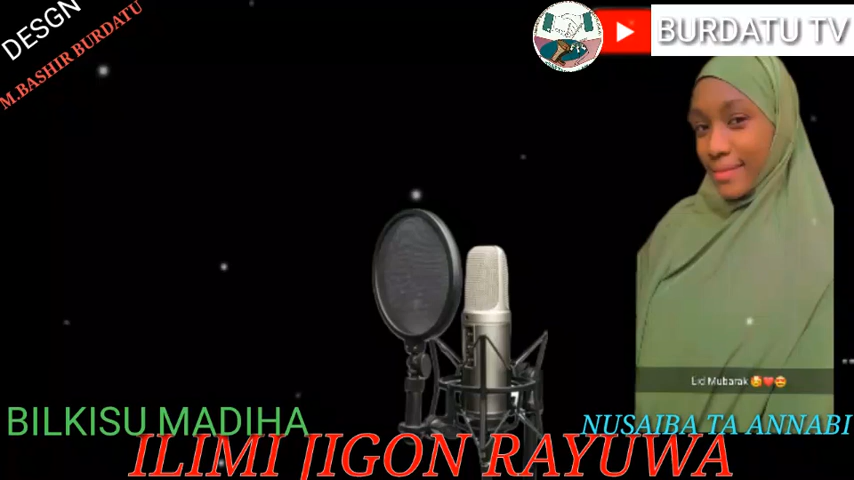 DESGN
M.BASHIR BURDATU
BURDATU TV
Eid Mubarak 🥰❤️😍
BILKISU MADIHA
NUSAIBA TA ANNABI
ILIMI JIGON RAYUWA